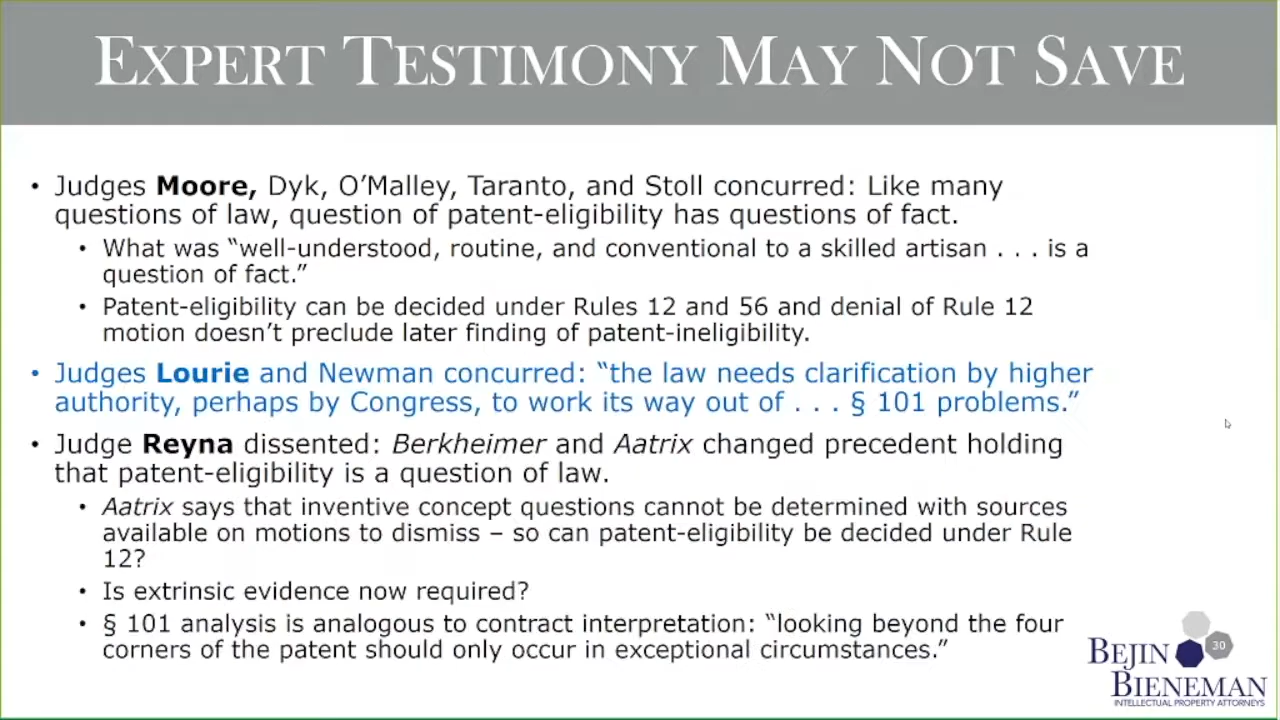 EXPERT TESTIMONY MAY NOT SAVE
• Judges Moore, Dyk, O’Malley, Taranto, and Stoll concurred: Like many
questions of law, question of patent-eligibility has questions of fact.
• What was “well-understood, routine, and conventional to a skilled artisan . . . is a
question of fact.”
• Patent-eligibility can be decided under Rules 12 and 56 and denial of Rule 12
motion doesn’t preclude later finding of patent-ineligibility.
• Judges Lourie and Newman concurred: “the law needs clarification by higher
authority, perhaps by Congress, to work its way out of . . . § 101 problems.”
• Judge Reyna dissented: Berkheimer and Aatrix changed precedent holding
that patent-eligibility is a question of law.
• Aatrix says that inventive concept questions cannot be determined with sources
available on motions to dismiss – so can patent-eligibility be decided under Rule
12?
• Is extrinsic evidence now required?
• § 101 analysis is analogous to contract interpretation: “looking beyond the four
corners of the patent should only occur in exceptional circumstances.”
30
BEJIN
BIENEMAN
INTELLECTUAL PROPERTY ATTORNEYS